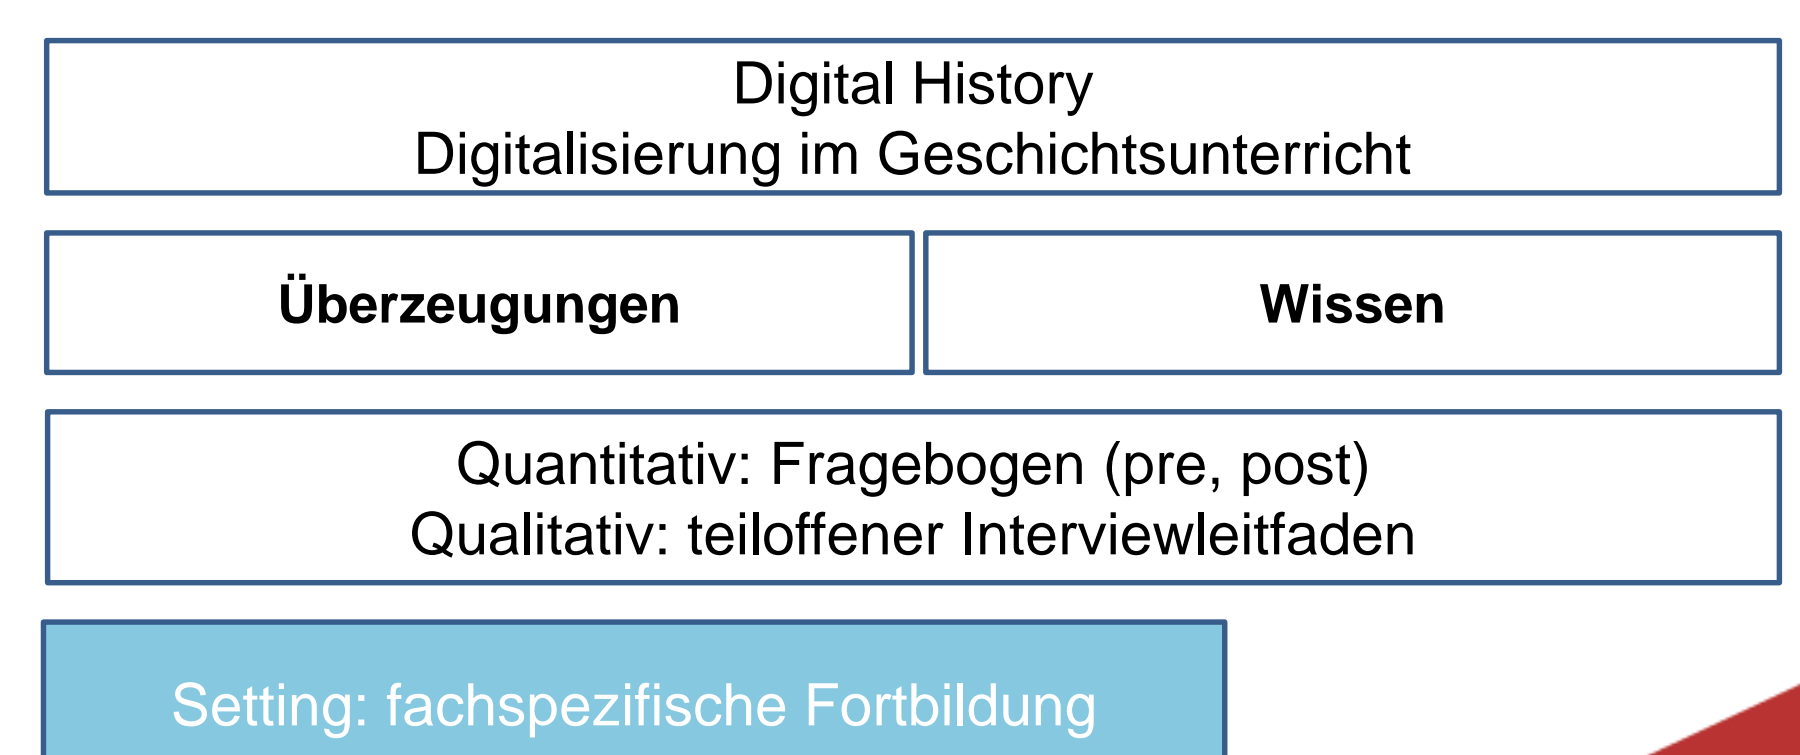 Digital History
Digitalisierung im Geschichtsunterricht
Überzeugungen
Wissen
Quantitativ: Fragebogen (pre, post)
Qualitativ: teiloffener Interviewleitfaden
Setting: fachspezifische Fortbildung